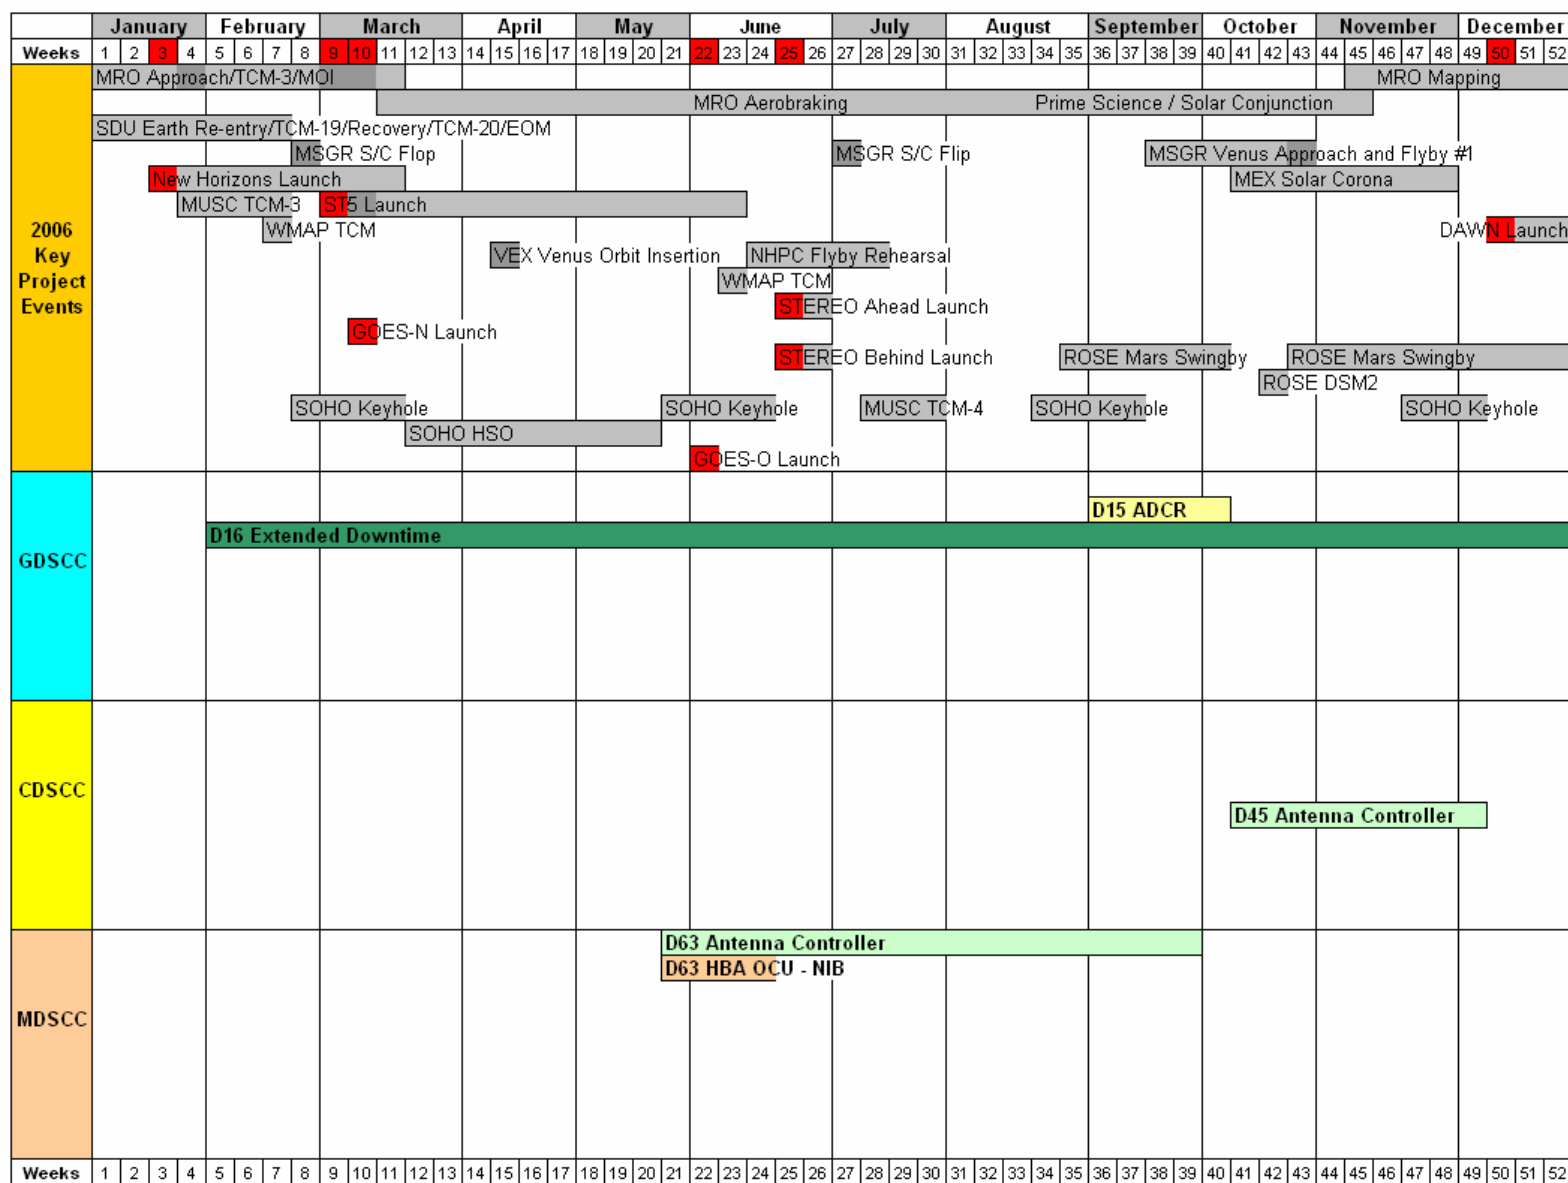 January February March April May June July August September October November December
Weeks 1 2 3 4 5 6 7 8 9 10 11 12 13 14 15 16 17 18 19 20 21 22 23 24 25 26 27 28 29 30 31 32 33 34 35 36 37 38 39 40 41 42 43 44 45 46 47 48 49 50 51 52
MRO Approach/TCM-3/MOI MRO Mapping
MRO Aerobraking Prime Science / Solar Conjunction
SDU Earth Re-entry/TCM-19/Recovery/TCM-20/EOM
MSGR S/C Flop MSGR S/C Flip MSGR Venus Approach and Flyby #1
New Horizons Launch MEX Solar Corona
MUSC TCM-3 ST5 Launch
2006
WMAP TCM DAWN Launch
Key
VEX Venus Orbit Insertion NHPC Flyby Rehearsal
Project
WMAP TCM
Events
STEREO Ahead Launch
GOES-N Launch
STEREO Behind Launch ROSE Mars Swingby ROSE Mars Swingby
ROSE DSM2
SOHO Keyhole SOHO Keyhole MUSC TCM-4 SOHO Keyhole SOHO Keyhole
SOHO HSO
GOES-O Launch
D15 ADCR
D16 Extended Downtime
GDSCC
CDSCC
D45 Antenna Controller
D63 Antenna Controller
D63 HBA OCU - NIB
MDSCC
Weeks 1 2 3 4 5 6 7 8 9 10 11 12 13 14 15 16 17 18 19 20 21 22 23 24 25 26 27 28 29 30 31 32 33 34 35 36 37 38 39 40 41 42 43 44 45 46 47 48 49 50 51 52